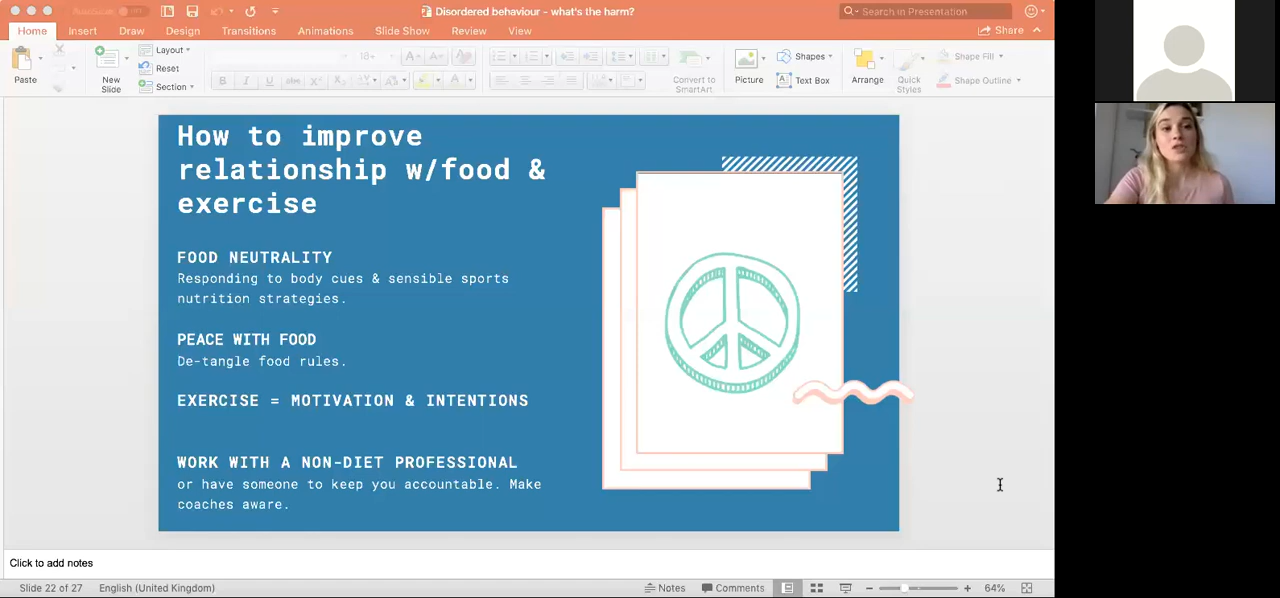 Disordered behaviour - what's the harm?
Search in Presentation
Home Insert Draw Design Transitions Animations Slide Show Review View Share
Paste
New Slide
Layout
Reset
Section
18+
Convert to SmartArt
Picture
Shapes
Text Box
Arrange
Quick Styles
Shape Fill
Shape Outline
How to improve
relationship w/food &
exercise
FOOD NEUTRALITY
Responding to body cues & sensible sports
nutrition strategies.
PEACE WITH FOOD
De-tangle food rules.
EXERCISE = MOTIVATION & INTENTIONS
WORK WITH A NON-DIET PROFESSIONAL
or have someone to keep you accountable. Make
coaches aware.
Click to add notes
Slide 22 of 27 English (United Kingdom) Notes Comments 64%